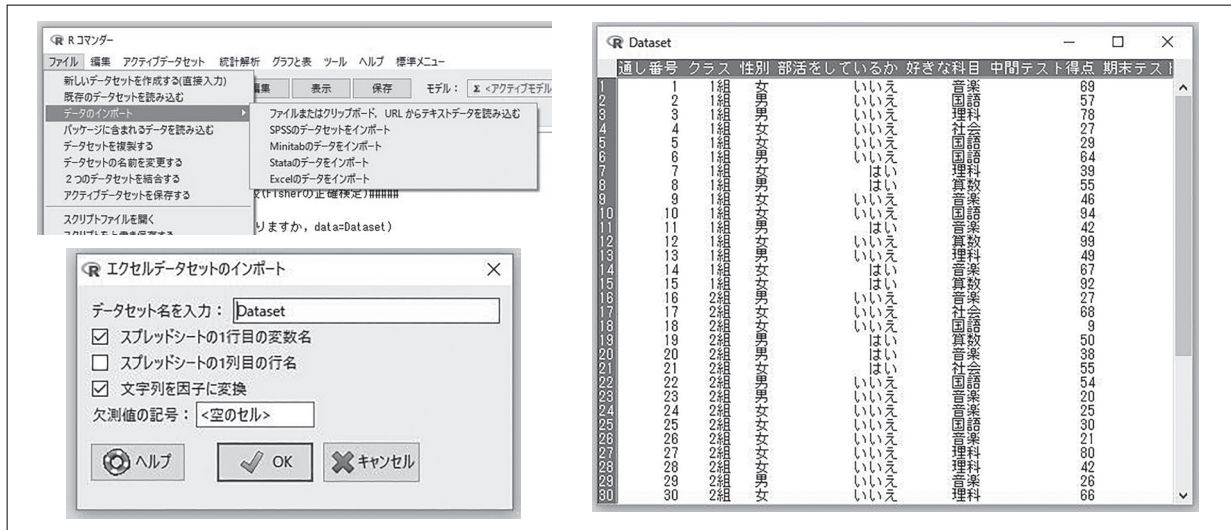 R コマンダー
ファイル 編集 アクティブデータセット 統計解析 グラフと表 ツール ヘルプ 標準メニュー
新しいデータセットを作成する(直接入力)
既存のデータセットを読み込む
編集 表示 保存 モデル： Σ <アクティブモデル
データのインポート
ファイルまたはクリップボード, URL からテキストデータを読み込む
パッケージに含まれるデータを読み込む
SPSSのデータセットをインポート
データセットを複製する
Minitabのデータをインポート
データセットの名前を変更する
Stataのデータをインポート
2つのデータセットを結合する
Excelのデータをインポート
アクティブデータセットを保存する
(Fisherの正確検定)#####
スクリプトファイルを開く
りますか, data=Dataset)
エクセルデータセットのインポート
データセット名を入力： Dataset
スプレッドシートの1行目の変数名
スプレッドシートの1列目の行名
文字列を因子に変換
欠測値の記号： <空のセル>
ヘルプ OK キャンセル
Dataset
通し番号 クラス 性別 部活をしているか 好きな科目 中間テスト得点 期末テスト
1 1 1組 女 いいえ 音楽 69
2 2 1組 男 いいえ 国語 57
3 3 1組 男 いいえ 理科 78
4 4 1組 女 いいえ 社会 27
5 5 1組 女 いいえ 国語 29
6 6 1組 男 いいえ 国語 64
7 7 1組 女 はい 理科 39
8 8 1組 男 はい 算数 55
9 9 1組 女 いいえ 音楽 46
10 10 1組 女 いいえ 国語 94
11 11 1組 男 はい 音楽 42
12 12 1組 女 いいえ 算数 99
13 13 1組 男 いいえ 理科 49
14 14 1組 女 はい 音楽 67
15 15 1組 女 はい 算数 92
16 16 2組 男 いいえ 音楽 27
17 17 2組 女 いいえ 社会 68
18 18 2組 女 いいえ 国語 9
19 19 2組 男 はい 算数 50
20 20 2組 男 はい 音楽 38
21 21 2組 女 はい 社会 55
22 22 2組 男 いいえ 国語 54
23 23 2組 男 いいえ 音楽 20
24 24 2組 女 いいえ 音楽 25
25 25 2組 女 いいえ 国語 30
26 26 2組 女 いいえ 音楽 21
27 27 2組 女 いいえ 理科 80
28 28 2組 女 いいえ 理科 42
29 29 2組 男 いいえ 音楽 26
30 30 2組 女 いいえ 理科 66